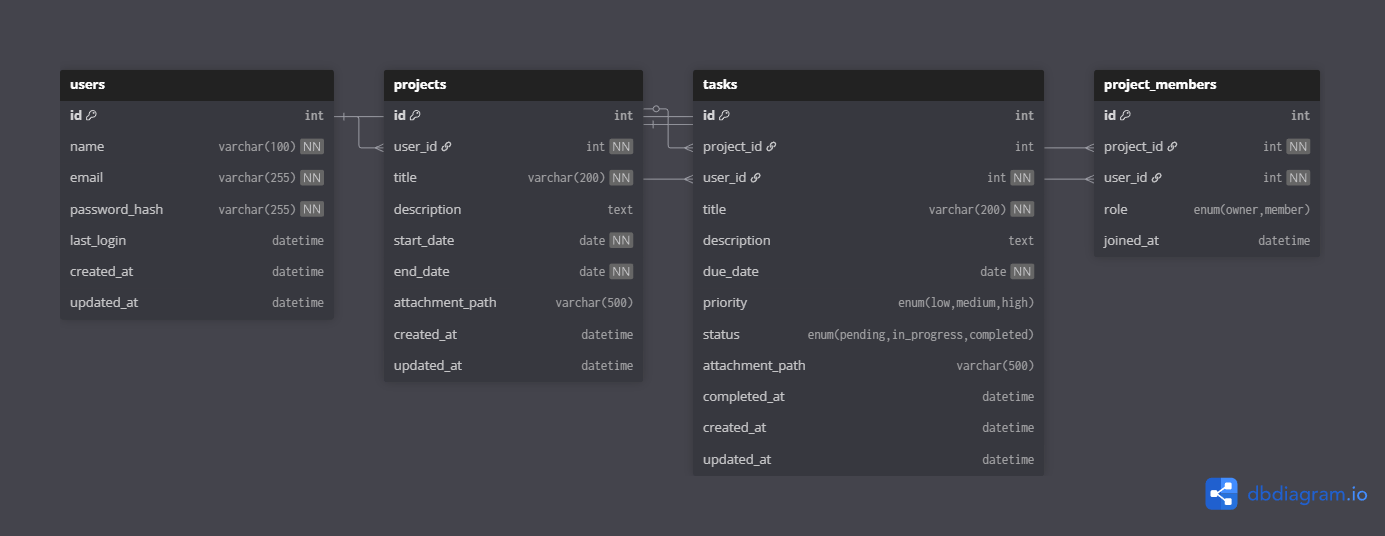 users
id int
name varchar(100) NN
email varchar(255) NN
password_hash varchar(255) NN
last_login datetime
created_at datetime
updated_at datetime
projects
id int
user_id int NN
title varchar(200) NN
description text
start_date date NN
end_date date NN
attachment_path varchar(500)
created_at datetime
updated_at datetime
tasks
id int
project_id int
user_id int NN
title varchar(200) NN
description text
due_date date NN
priority enum(low,medium,high)
status enum(pending,in_progress,completed)
attachment_path varchar(500)
completed_at datetime
created_at datetime
updated_at datetime
project_members
id int
project_id int NN
user_id int NN
role enum(owner,member)
joined_at datetime
dbdiagram.io